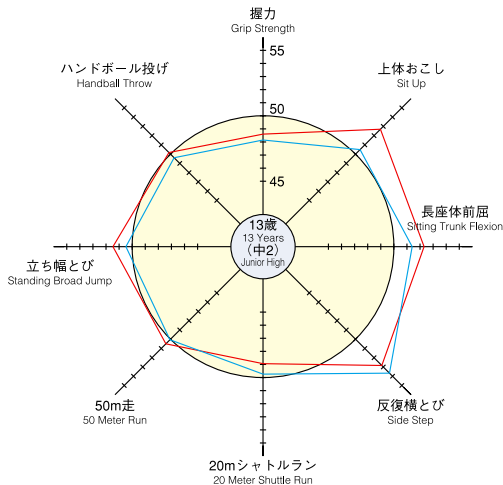 握力
Grip Strength
55
ハンドボール投げ
Handball Throw
上体おこし
Sit Up
50
45
13歳
13 Years
（中2）
Junior High
長座体前屈
Sitting Trunk Flexion
立ち幅とび
Standing Broad Jump
50m走
50 Meter Run
反復横とび
Side Step
20mシャトルラン
20 Meter Shuttle Run